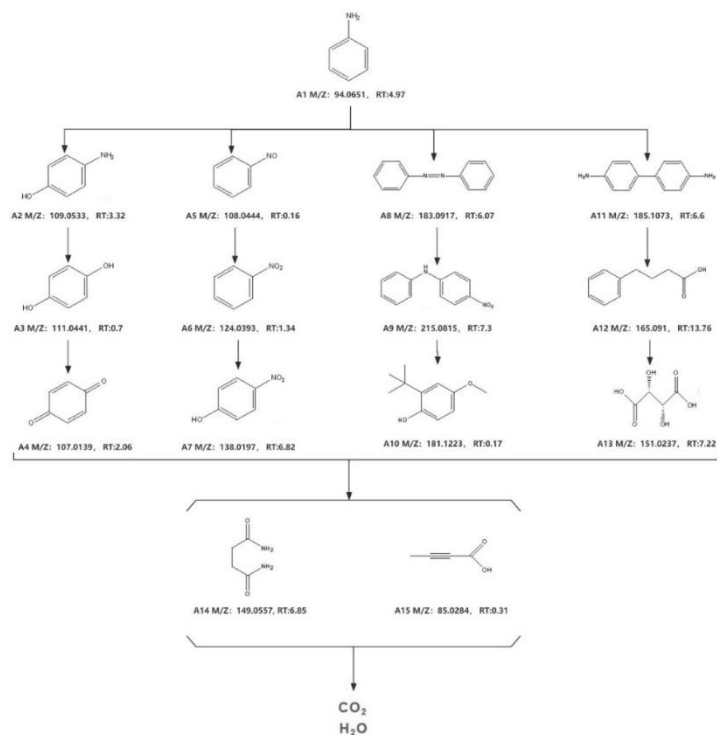 NH₂
A1 M/Z: 94.0651, RT:4.97
NH₂
HO
A2 M/Z: 109.0533, RT:3.32
NO
A5 M/Z: 108.0444, RT:0.16
N N
A8 M/Z: 183.0917, RT:6.07
H₂N
NH₂
A11 M/Z: 185.1073, RT:6.6
OH
HO
A3 M/Z: 111.0441, RT:0.7
NO₂
A6 M/Z: 124.0393, RT:1.34
H
N
NO₂
A9 M/Z: 215.0815, RT:7.3
OH
O
A12 M/Z: 165.091, RT:13.76
O
O
A4 M/Z: 107.0139, RT:2.06
NO₂
HO
A7 M/Z: 138.0197, RT:6.82
O
HO
A10 M/Z: 181.1223, RT:0.17
OH
O
HO
OH
O
OH
A13 M/Z: 151.0237, RT:7.22
O
NH₂
NH₂
O
A14 M/Z: 149.0557, RT:6.85
O
OH
A15 M/Z: 85.0284, RT:0.31
CO₂
H₂O